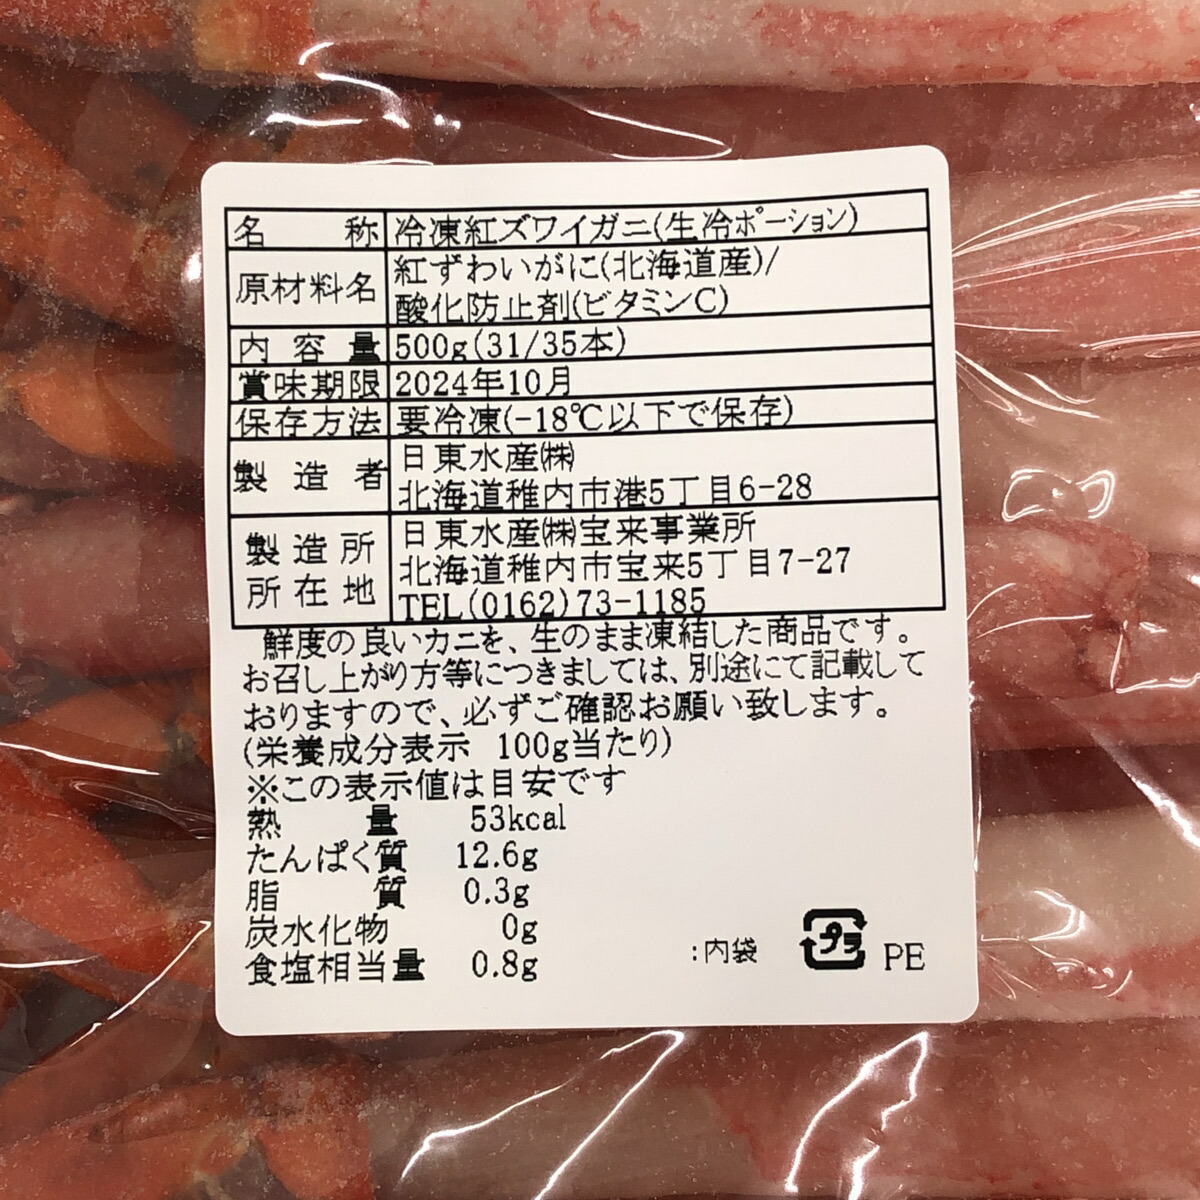 名称 冷凍紅ズワイガニ(生冷ポーション)
原材料名 紅ずわいがに(北海道産)/
酸化防止剤(ビタミンC)
内容量 500g(31/35本)
賞味期限 2024年10月
保存方法 要冷凍(-18℃以下で保存)
製造者 日東水産㈱
北海道稚内市港5丁目6-28
製造所所在地 日東水産㈱宝来事業所
北海道稚内市宝来5丁目7-27
TEL(0162)73-1185
鮮度の良いカニを、生のまま凍結した商品です。
お召し上がり方等につきましては、別途にて記載して
おりますので、必ずご確認お願い致します。
(栄養成分表示 100g当たり)
※この表示値は目安です
熱量 53kcal
たんぱく質 12.6g
脂質 0.3g
炭水化物 0g
食塩相当量 0.8g
:内袋 プラ PE